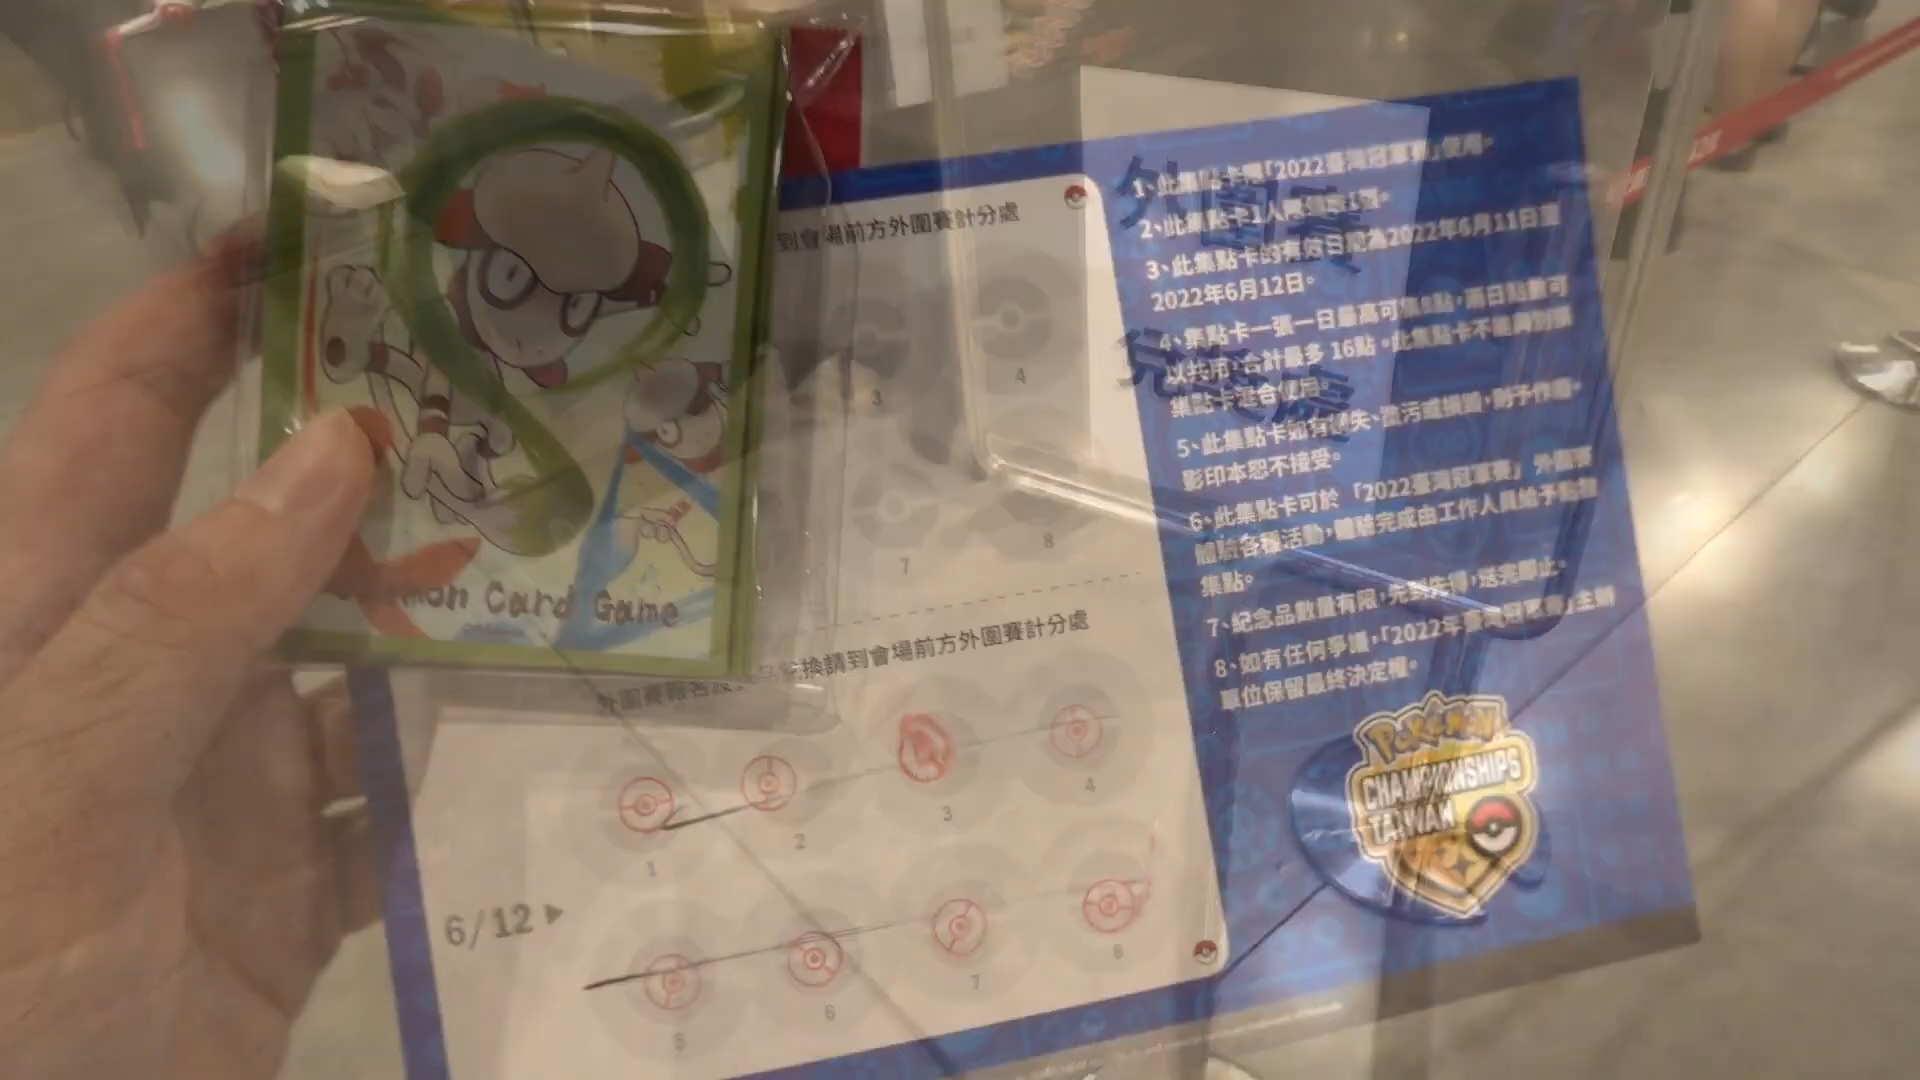 Card Game
到會場前方外圍賽計分處
3
4
7
8
換請到會場前方外圍賽計分處
1
2
3
4
6/12
5
6
7
8
外圍賽
兌換處
1、此集點卡限「2022臺灣冠軍賽」使用。
2、此集點卡1人限
3、此集點卡的有效日期為2022年6月11日至
2022年6月12日。
4、集點卡一張一日最高可集8點，兩日點數可
以共用，合計最多 16點。此集點卡不能與別張
集點卡混合使用。
5、此集點卡如有遺失、塗污或損毀，則予作廢。
影印本恕不接受。
6、此集點卡可於 「2022臺灣冠軍賽」 外圍賽
體驗各種活動，體驗完成由工作人員給予點數
集點。
7、紀念品數量有限，先到先得，送完即止。
8、如有任何爭議，「2022年臺灣冠軍賽」主辦
單位保留最終決定權。
Pokémon
CHAMPIONSHIPS
TAIWAN